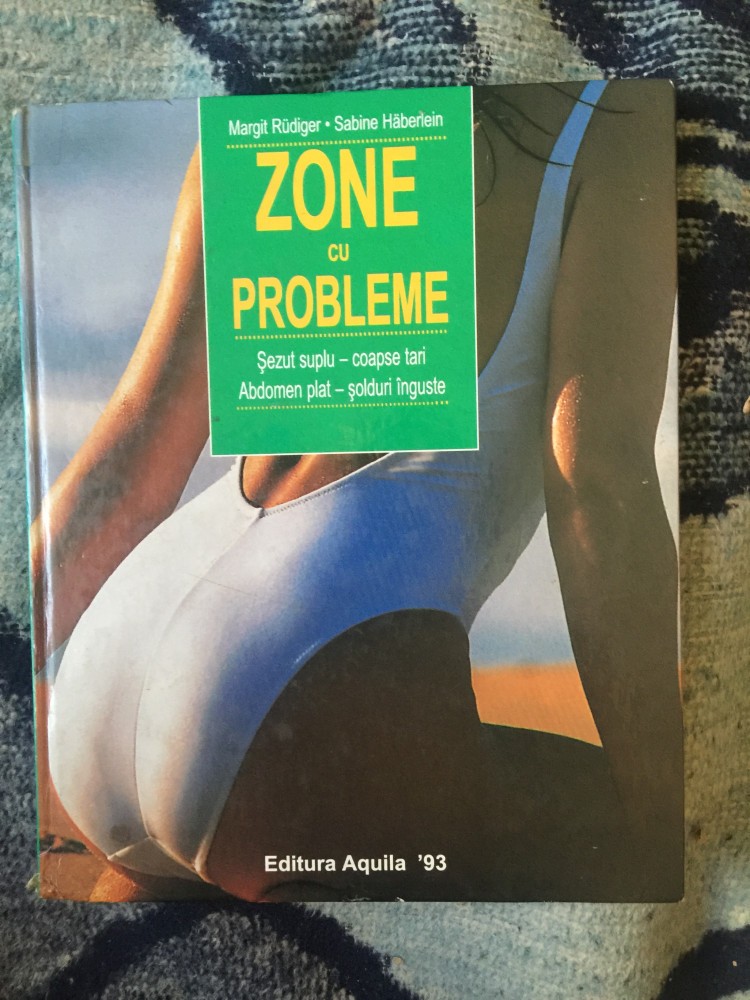 Margit Rüdiger • Sabine Häberlein
ZONE
CU
PROBLEME
Şezut suplu – coapse tari
Abdomen plat – şolduri înguste
Editura Aquila '93